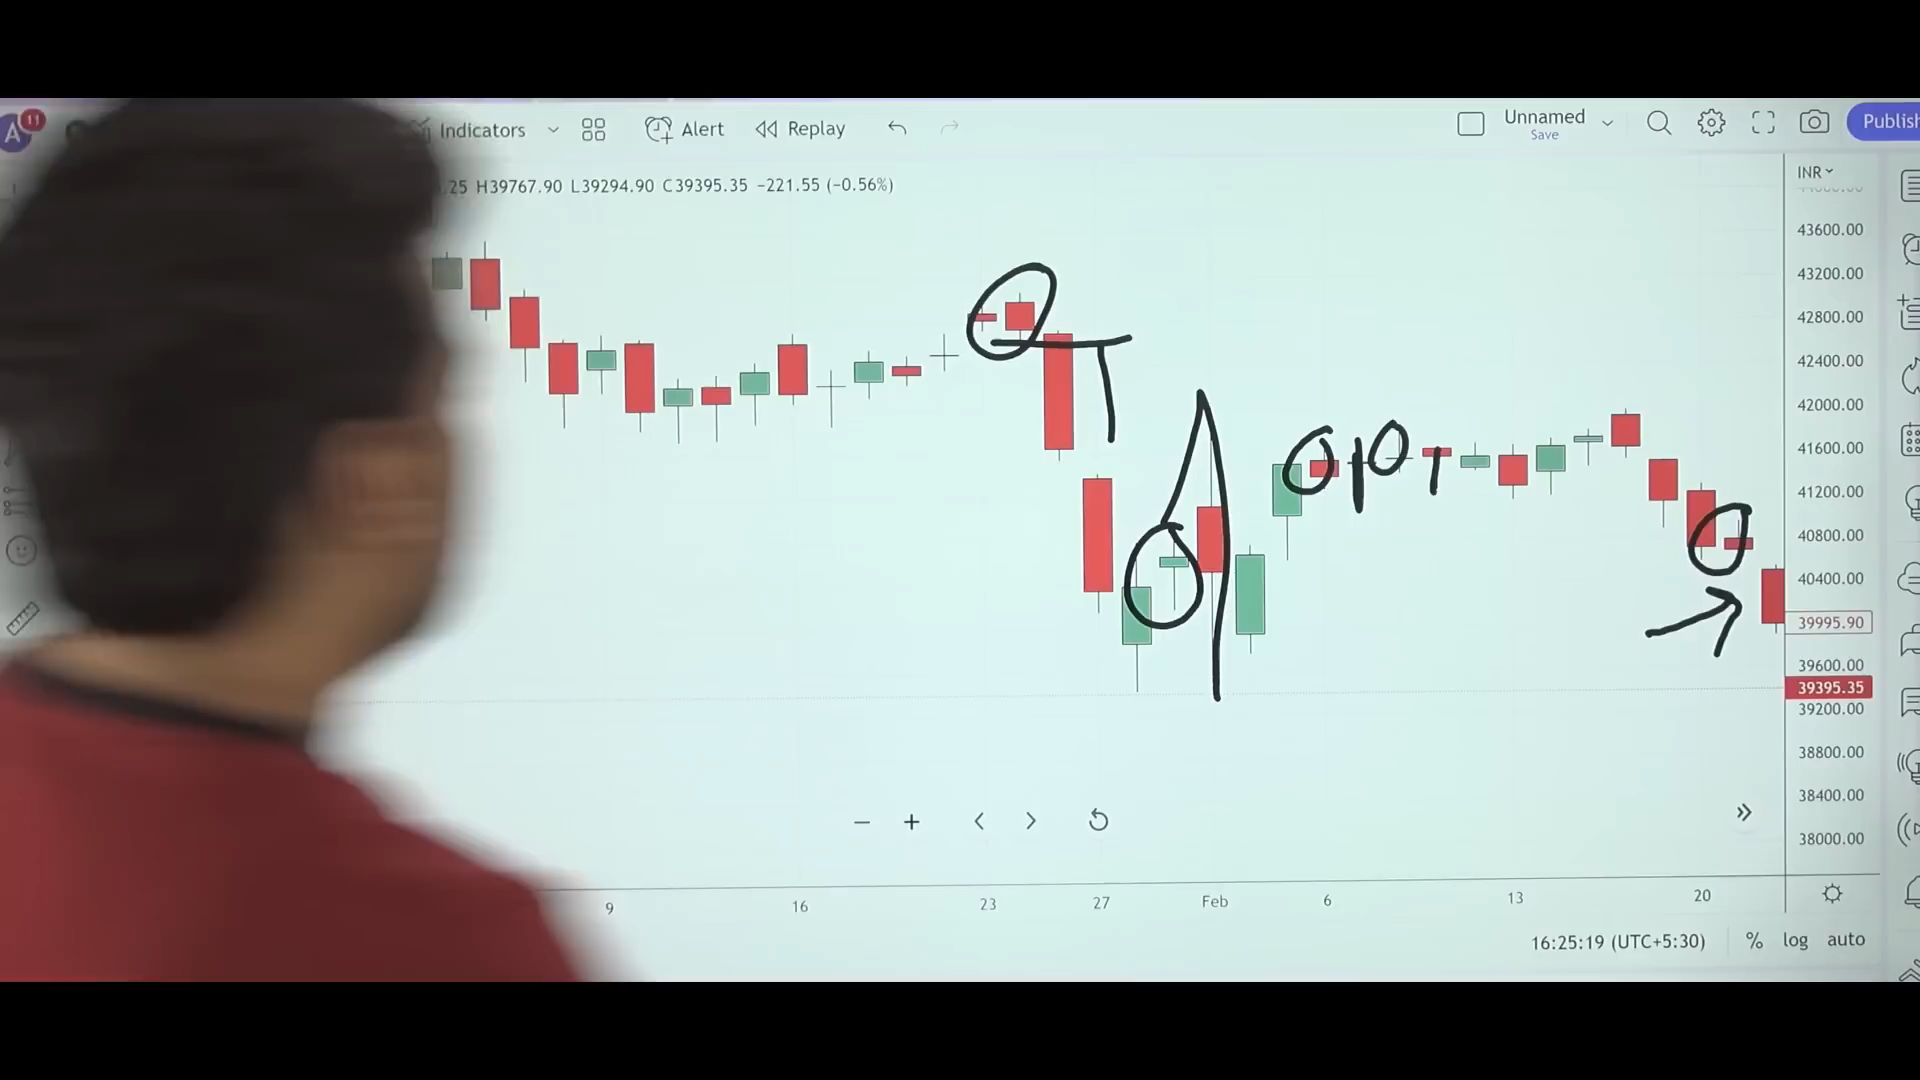 A 11 Indicators Alert Replay Unnamed Publish
Save
.25 H39767.90 L39294.90 C39395.35 −221.55 (−0.56%)
INR
43600.00
43200.00
42800.00
42400.00
42000.00
41600.00
41200.00
40800.00
40400.00
39995.90
39600.00
39395.35
39200.00
38800.00
38400.00
38000.00
9 16 23 27 Feb 6 13 20
16:25:19 (UTC+5:30) % log auto